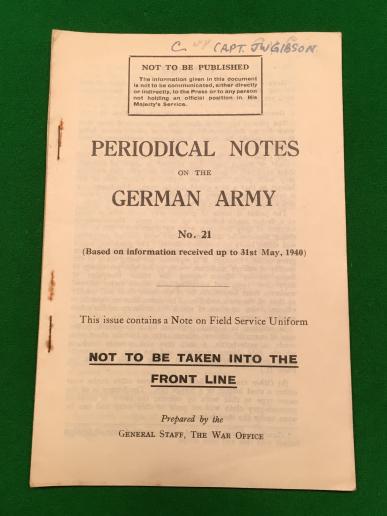 C. CAPT. JW GIBSON.
NOT TO BE PUBLISHED
The information given in this document
is not to be communicated, either directly
or indirectly, to the Press or to any person
not holding an official position in His
Majesty's Service.
PERIODICAL NOTES
ON THE
GERMAN ARMY
No. 21
(Based on information received up to 31st May, 1940)
This issue contains a Note on Field Service Uniform
NOT TO BE TAKEN INTO THE
FRONT LINE
Prepared by the
GENERAL STAFF, THE WAR OFFICE